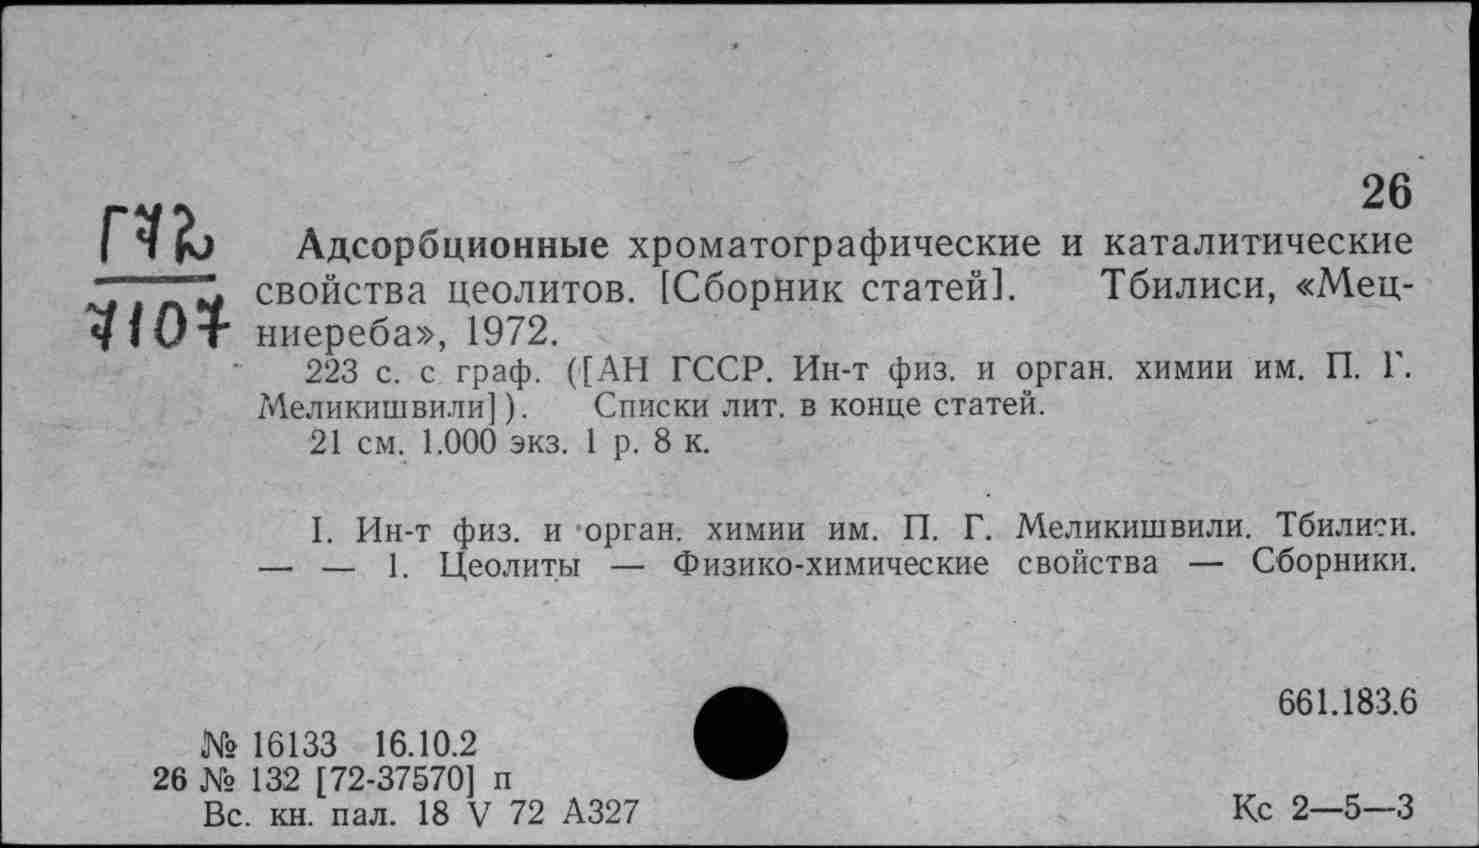 26
Адсорбционные хроматографические и каталитические
свойства цеолитов. [Сборник статей]. Тбилиси, «Мец-
ниереба», 1972.
223 с. с граф. ([АН ГССР. Ин-т физ. и орган. химии им. П. Г.
Меликишвили]). Списки лит. в конце статей.
21 см. 1.000 экз. 1 р. 8 к.
I. Ин-т физ. и орган. химии им. П. Г. Меликишвили. Тбилиси.
— — 1. Цеолиты — Физико-химические свойства — Сборники.
661.183.6
№ 16133 16.10.2
26 № 132 [72-37570] п
Вс. кн. пал. 18 V 72 А327
Кс 2—5—3